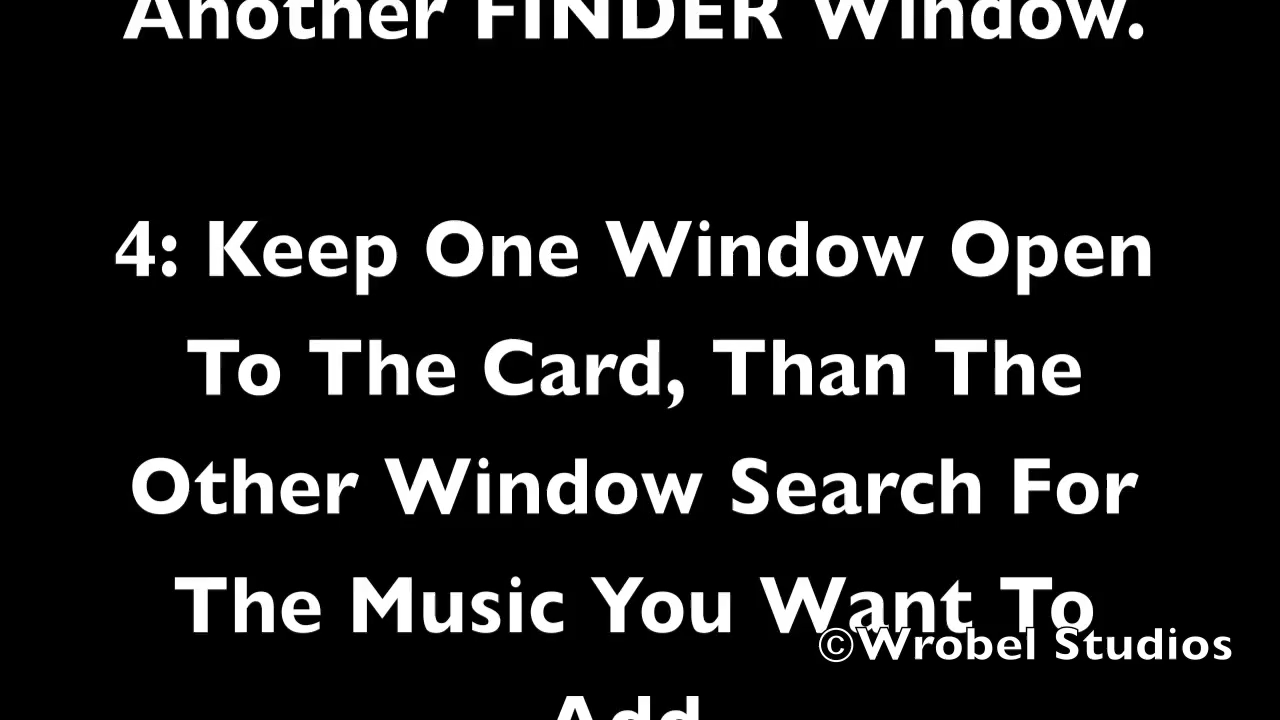 Another FINDER Window.
4: Keep One Window Open
To The Card, Than The
Other Window Search For
The Music You Want To
©Wrobel Studios
Add